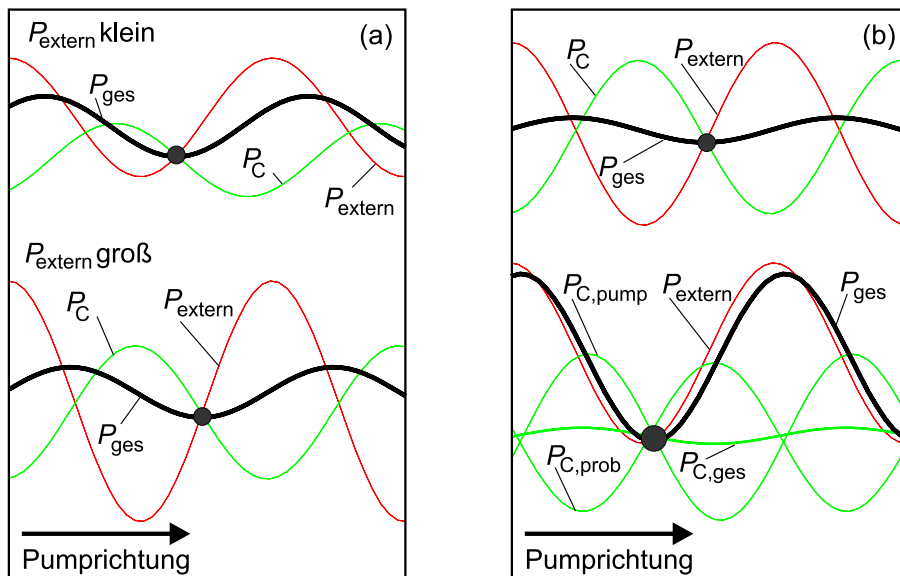 P_extern klein
(a)
P_ges
P_C
P_extern
P_extern groß
P_C
P_extern
P_ges
Pumprichtung
(b)
P_C
P_extern
P_ges
P_C,pump
P_extern
P_ges
P_C,prob
P_C,ges
Pumprichtung